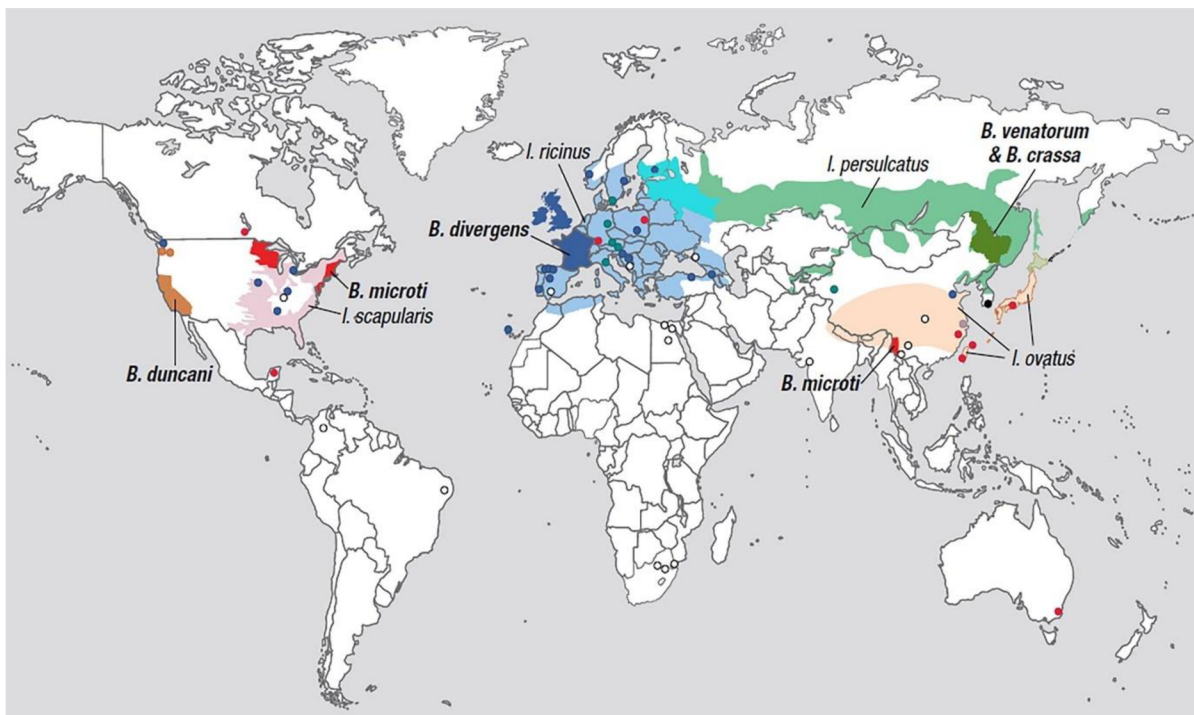 B. venatorum
& B. crassa
I. ricinus
I. persulcatus
B. divergens
B. microti
I. scapularis
I. ovatus
B. duncani
B. microti